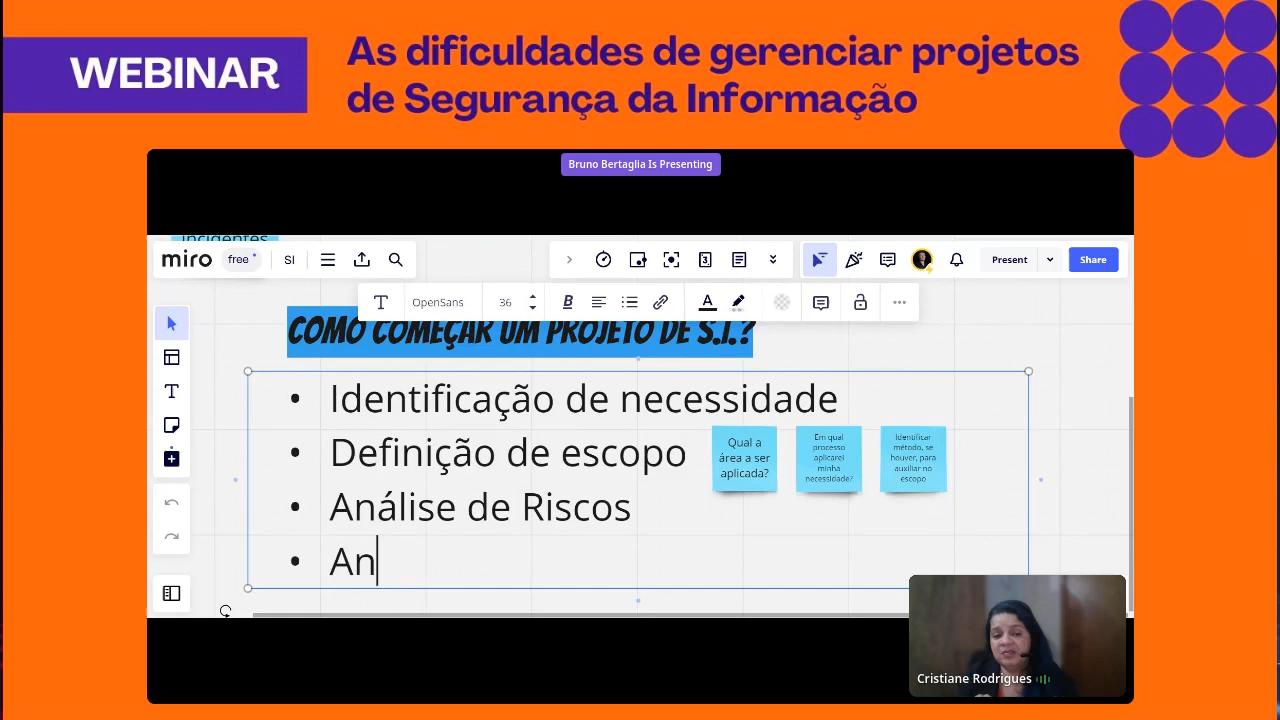 WEBINAR
As dificuldades de gerenciar projetos
de Segurança da Informação
Bruno Bertaglia Is Presenting
incidentes
miro
free
SI
3
Present
Share
OpenSans
36
B
A
COMO COMEÇAR UM PROJETO DE S.I.?
• Identificação de necessidade
• Definição de escopo
Qual a
área a ser
aplicada?
Em qual
processo
aplicarei
minha
necessidade?
Identificar
método, se
houver, para
auxiliar no
escopo
• Análise de Riscos
• An
Cristiane Rodrigues